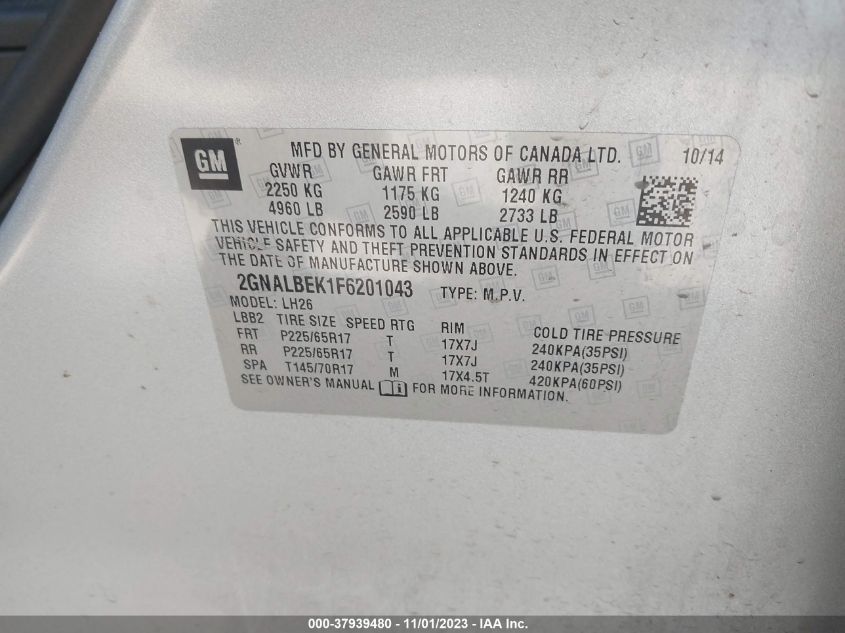 GM
®
MFD BY GENERAL MOTORS OF CANADA LTD. 10/14
GVWR GAWR FRT GAWR RR
2250 KG 1175 KG 1240 KG
4960 LB 2590 LB 2733 LB
THIS VEHICLE CONFORMS TO ALL APPLICABLE U.S. FEDERAL MOTOR
VEHICLE SAFETY AND THEFT PREVENTION STANDARDS IN EFFECT ON
THE DATE OF MANUFACTURE SHOWN ABOVE.
2GNALBEK1F6201043 TYPE: M.P.V.
MODEL: LH26
LBB2 TIRE SIZE SPEED RTG RIM COLD TIRE PRESSURE
FRT P225/65R17 T 17X7J 240KPA(35PSI)
RR P225/65R17 T 17X7J 240KPA(35PSI)
SPA T145/70R17 M 17X4.5T 420KPA(60PSI)
SEE OWNER'S MANUAL FOR MORE INFORMATION.
000-37939480 - 11/01/2023 - IAA Inc.